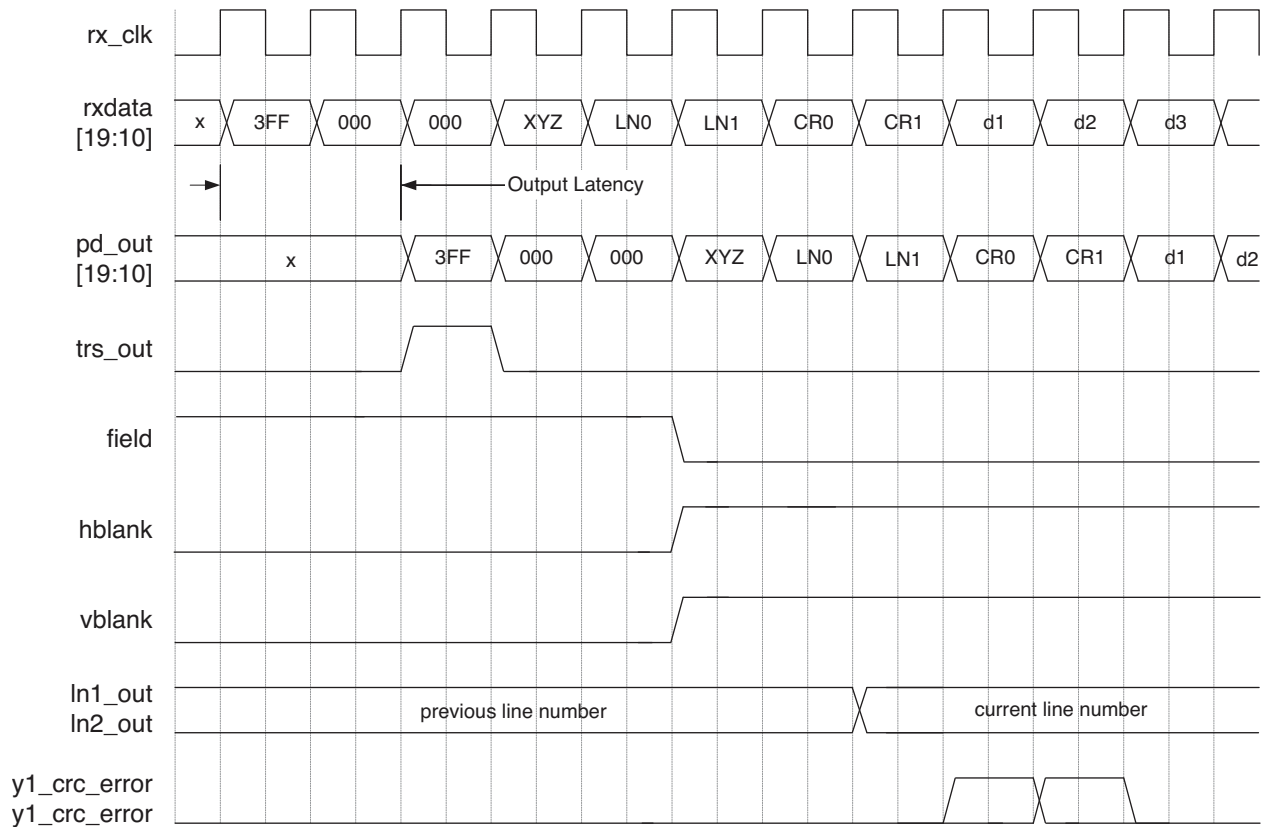 rx_clk
rxdata
[19:10]
x 3FF 000 000 XYZ LN0 LN1 CR0 CR1 d1 d2 d3
Output Latency
pd_out
[19:10]
x 3FF 000 000 XYZ LN0 LN1 CR0 CR1 d1 d2
trs_out
field
hblank
vblank
ln1_out
ln2_out
previous line number current line number
y1_crc_error
y1_crc_error